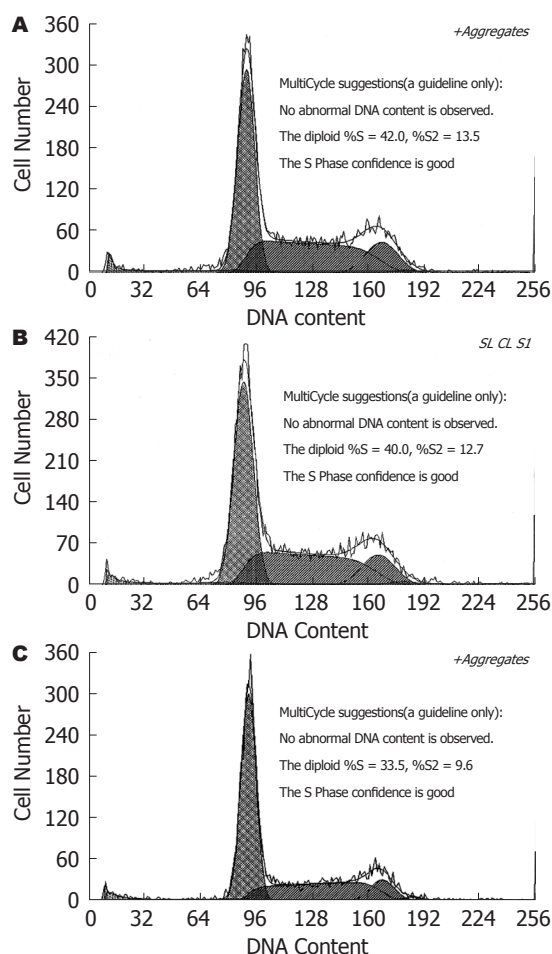 A
+Aggregates
MultiCycle suggestions(a guideline only):
No abnormal DNA content is observed.
The diploid %S = 42.0, %S2 = 13.5
The S Phase confidence is good
Cell Number
360
300
240
180
120
60
0
0 32 64 96 128 160 192 224 256
DNA content
B
SL CL S1
MultiCycle suggestions(a guideline only):
No abnormal DNA content is observed.
The diploid %S = 40.0, %S2 = 12.7
The S Phase confidence is good
Cell Number
420
350
280
210
140
70
0
0 32 64 96 128 160 192 224 256
DNA Content
C
+Aggregates
MultiCycle suggestions(a guideline only):
No abnormal DNA content is observed.
The diploid %S = 33.5, %S2 = 9.6
The S Phase confidence is good
Cell Number
360
300
240
180
120
60
0
0 32 64 96 128 160 192 224 256
DNA Content